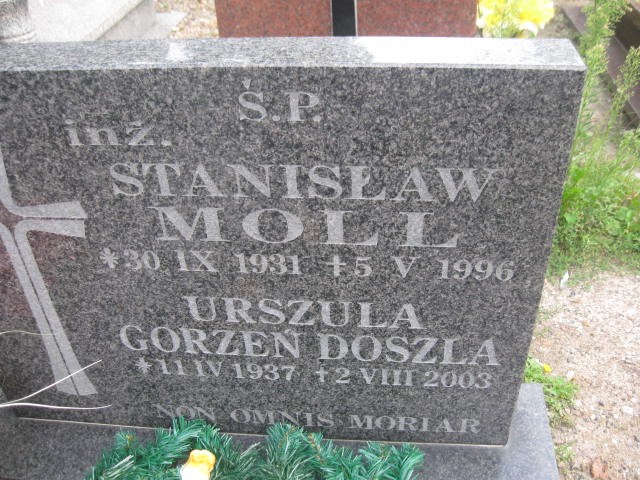 Ś.P.
inż.
STANISŁAW
MOLL
*30 IX 1931 +5 V 1996
URSZULA
GORZEŃ DOSZLA
*11 IV 1937 +2 VIII 2003
NON OMNIS MORIAR